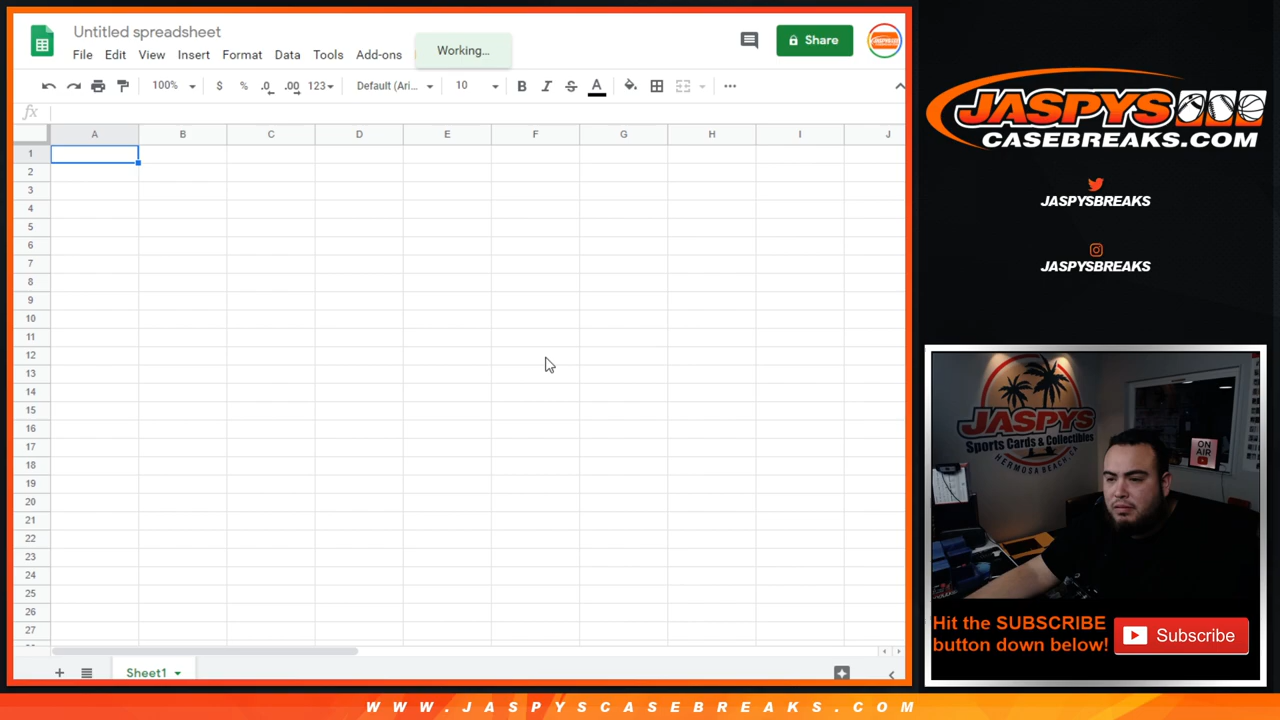 Untitled spreadsheet
File Edit View Insert Format Data Tools Add-ons
Working...
Share
100% $ % .0 .00 123 Default (Ari... 10 B I S A
fx
A B C D E F G H I J
1
2
3
4
5
6
7
8
9
10
11
12
13
14
15
16
17
18
19
20
21
22
23
24
25
26
27
Sheet1
JASPYS
CASEBREAKS.COM
JASPYSBREAKS
JASPYSBREAKS
JASPYS
Sports Cards & Collectibles
HERMOSA BEACH, CA
ON
AIR
Hit the SUBSCRIBE
button down below!
Subscribe
WWW.JASPYSCASEBREAKS.COM